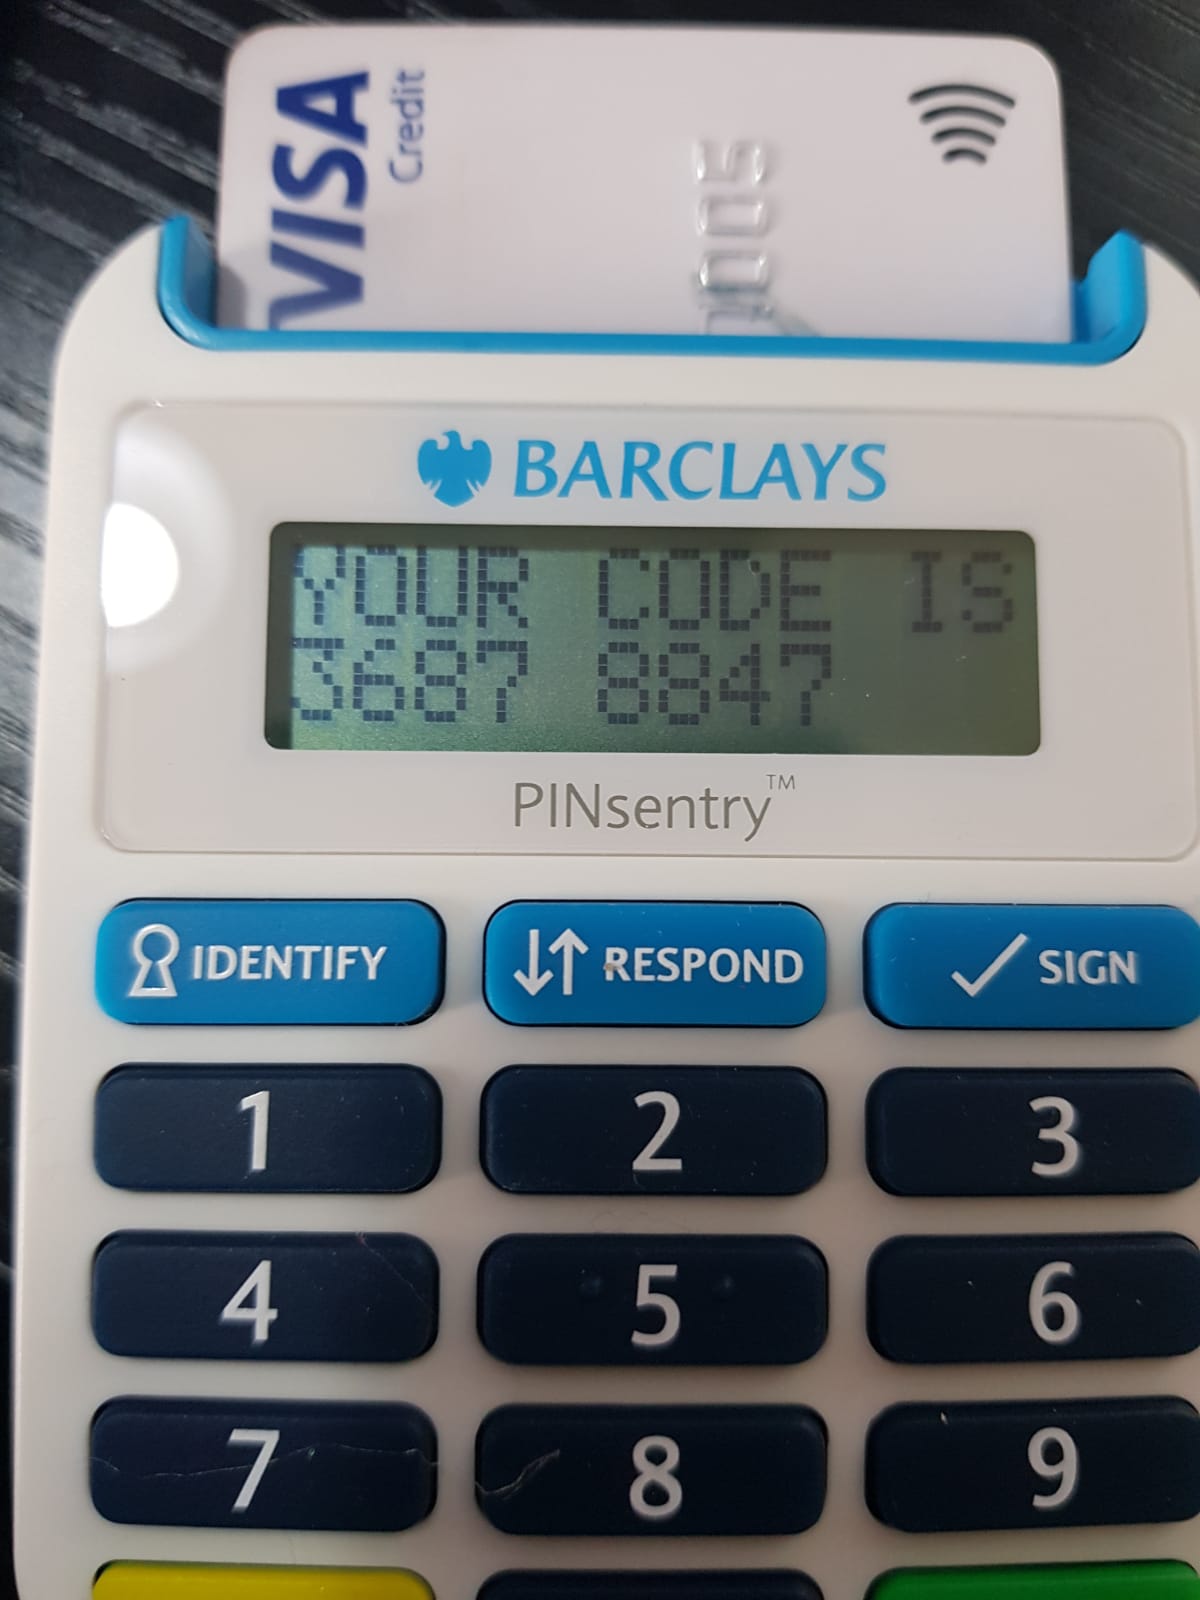 VISA
Credit
BARCLAYS
YOUR CODE IS
3687 8847
PINsentry™
IDENTIFY
RESPOND
SIGN
1
2
3
4
5
6
7
8
9